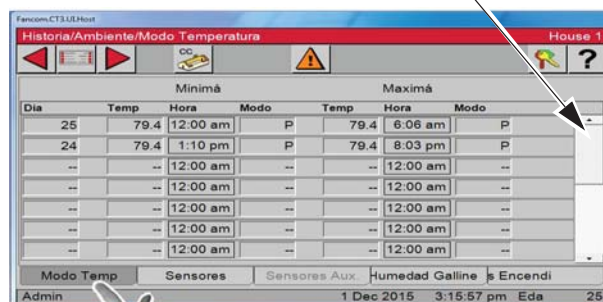 Fancom.CT3.UI.Host
Historia/Ambiente/Modo Temperatura House 1
CC ?
Minimá Maximá
Dia Temp Hora Modo Temp Hora Modo
25 79.4 12:00 am P 79.4 6:06 am P
24 79.4 1:10 pm P 79.4 8:03 pm P
-- -- 12:00 am -- -- 12:00 am --
-- -- 12:00 am -- -- 12:00 am --
-- -- 12:00 am -- -- 12:00 am --
-- -- 12:00 am -- -- 12:00 am --
-- -- 12:00 am -- -- 12:00 am --
Modo Temp Sensores Sensores Aux. Humedad Galline s Encendi
Admin 1 Dec 2015 3:15:57 pm Eda 25